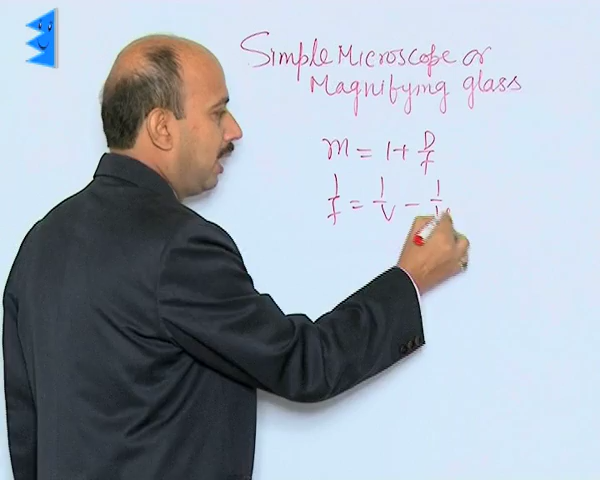 Simple Microscope or
Magnifying glass
m = 1 + D/f
1/f = 1/v - 1/u